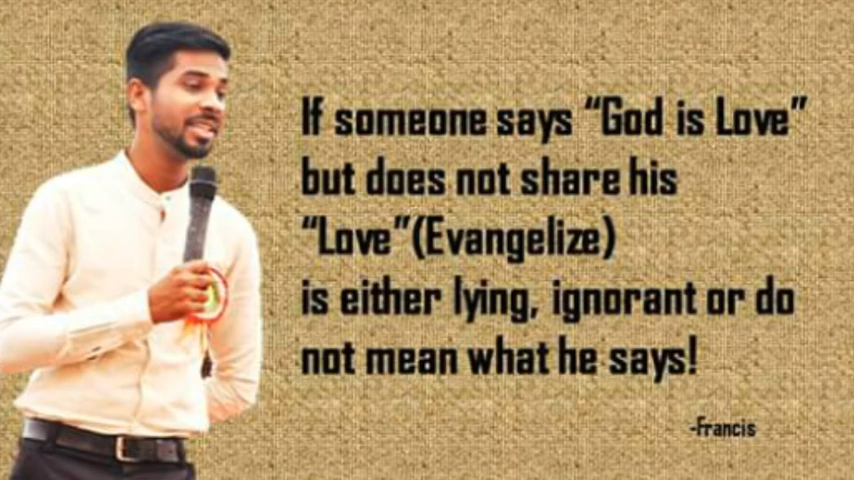 If someone says “God is Love”
but does not share his
“Love”(Evangelize)
is either lying, ignorant or do
not mean what he says!
-Francis